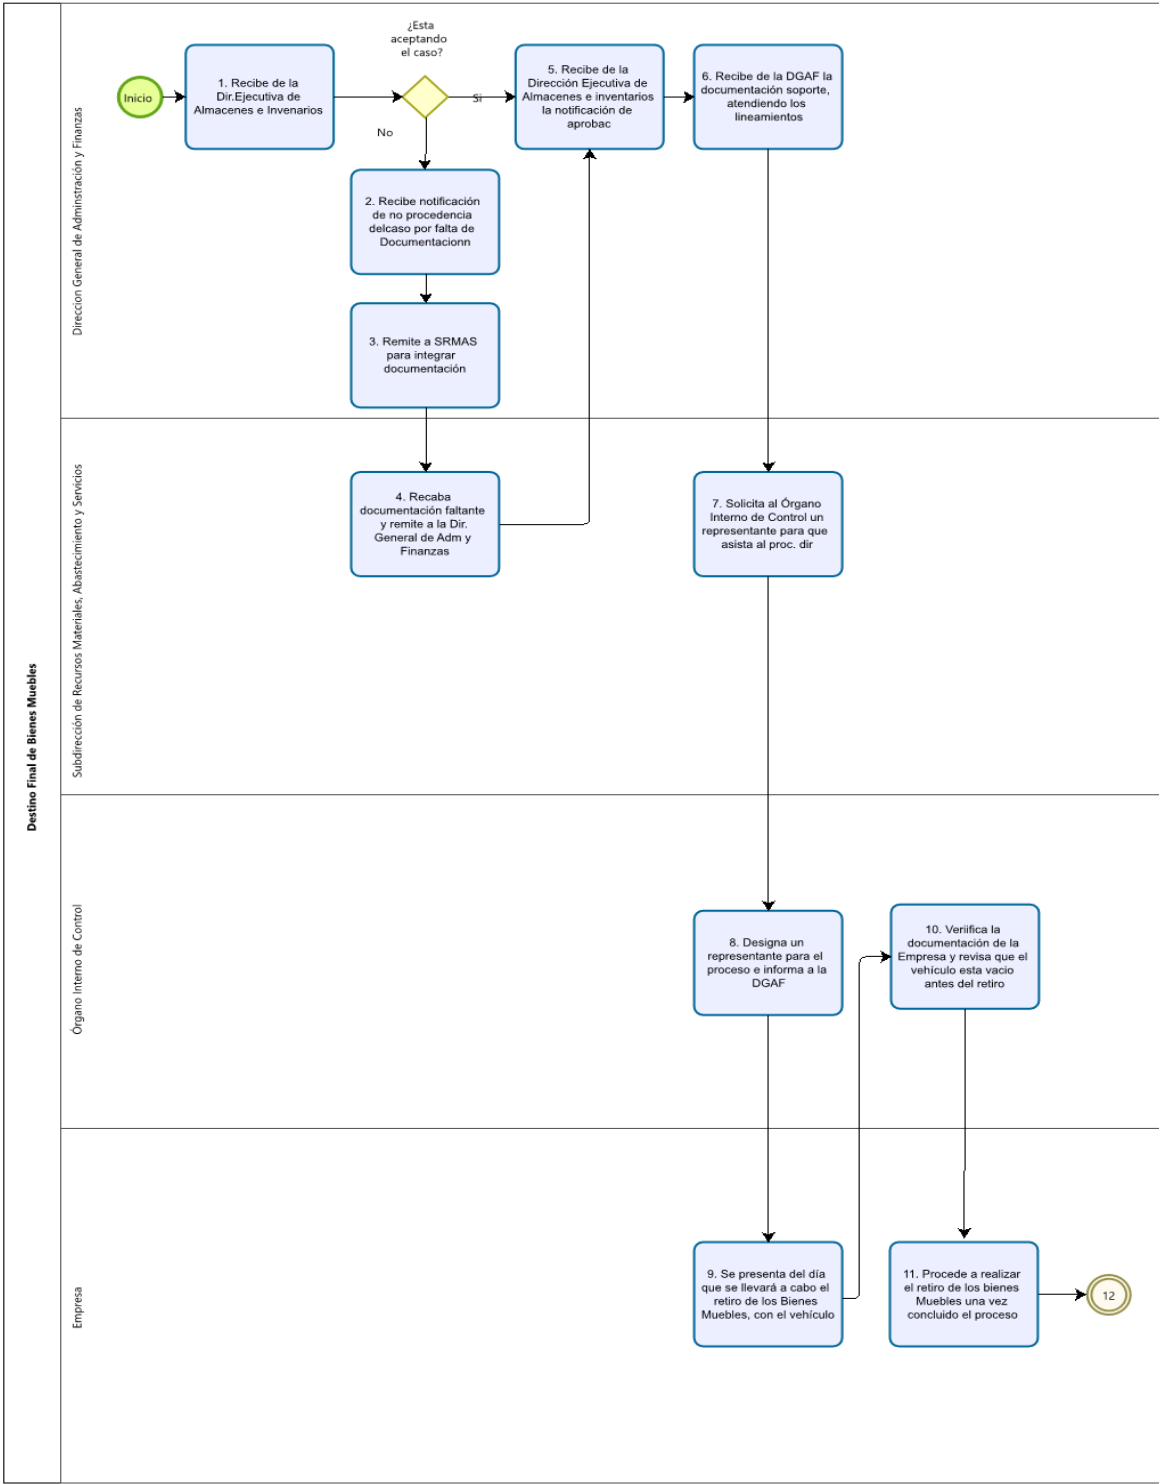 Destino Final de Bienes Muebles
Direccion General de Adminstración y Finanzas
Inicio
1. Recibe de la
Dir.Ejecutiva de
Almacenes e Invenarios
¿Esta
aceptando
el caso?
Si
No
5. Recibe de la
Dirección Ejecutiva de
Almacenes e inventarios
la notificación de
aprobac
6. Recibe de la DGAF la
documentación soporte,
atendiendo los
lineamientos
2. Recibe notificación
de no procedencia
delcaso por falta de
Documentacionn
3. Remite a SRMAS
para integrar
documentación
Subdirección de Recursos Materiales, Abastecimiento y Servicios
4. Recaba
documentación faltante
y remite a la Dir.
General de Adm y
Finanzas
7. Solicita al Órgano
Interno de Control un
representante para que
asista al proc. dir
Órgano Interno de Control
8. Designa un
representante para el
proceso e informa a la
DGAF
10. Veriifica la
documentación de la
Empresa y revisa que el
vehículo esta vacio
antes del retiro
Empresa
9. Se presenta del día
que se llevará a cabo el
retiro de los Bienes
Muebles, con el vehículo
11. Procede a realizar
el retiro de los bienes
Muebles una vez
concluido el proceso
12